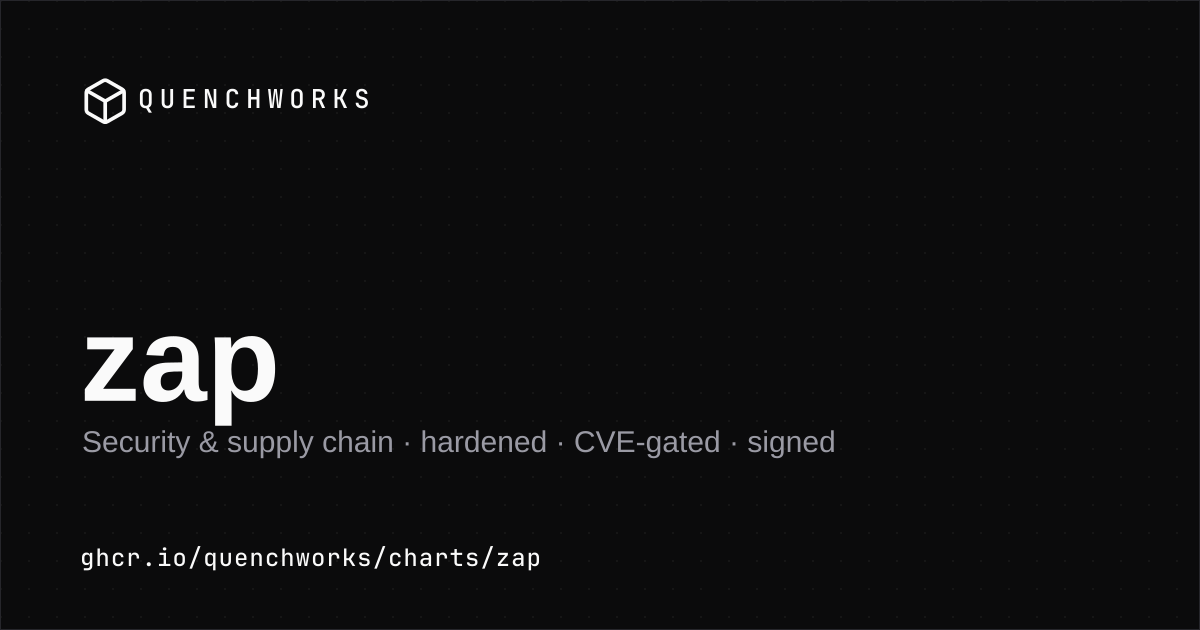 QUENCHWORKS
zap
Security & supply chain · hardened · CVE-gated · signed
ghcr.io/quenchworks/charts/zap